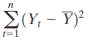 n
∑(Yₜ − Y̅)²
t=1